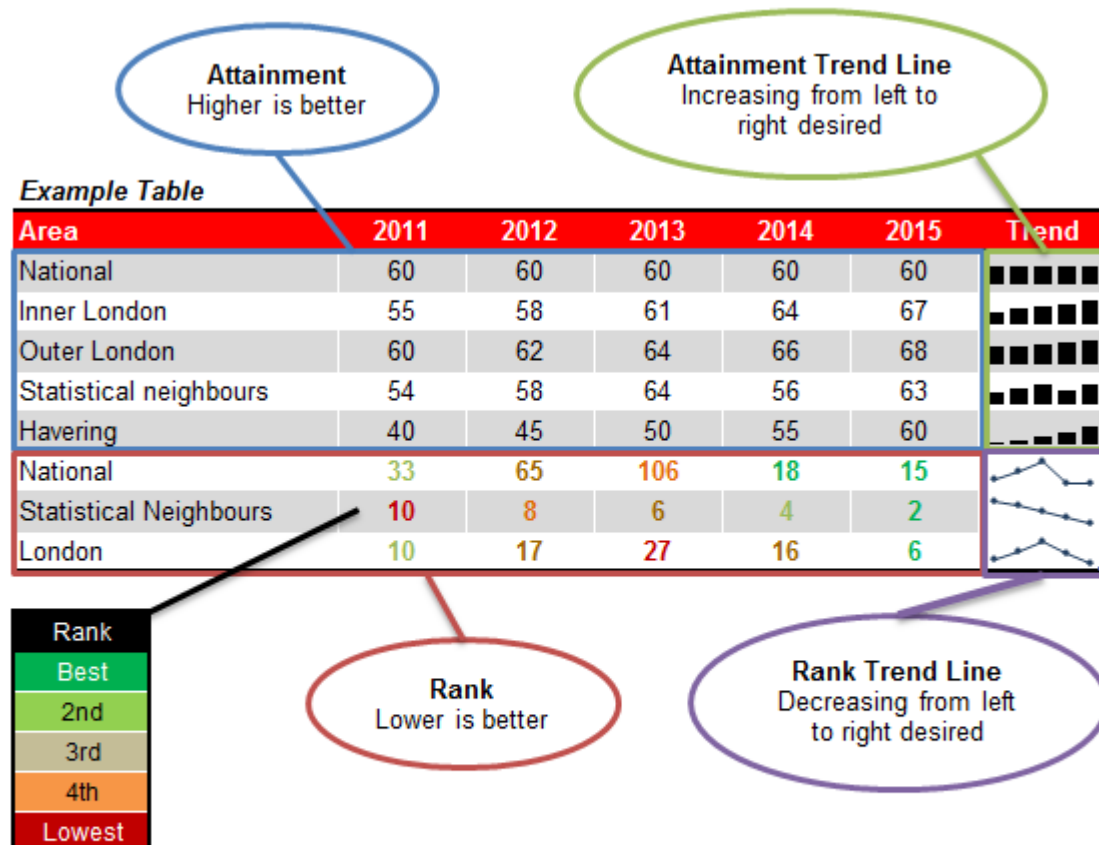 Attainment
Higher is better
Attainment Trend Line
Increasing from left to
right desired
Example Table
Area 2011 2012 2013 2014 2015 Trend
National 60 60 60 60 60
Inner London 55 58 61 64 67
Outer London 60 62 64 66 68
Statistical neighbours 54 58 64 56 63
Havering 40 45 50 55 60
National 33 65 106 18 15
Statistical Neighbours 10 8 6 4 2
London 10 17 27 16 6
Rank
Best
2nd
3rd
4th
Lowest
Rank
Lower is better
Rank Trend Line
Decreasing from left
to right desired